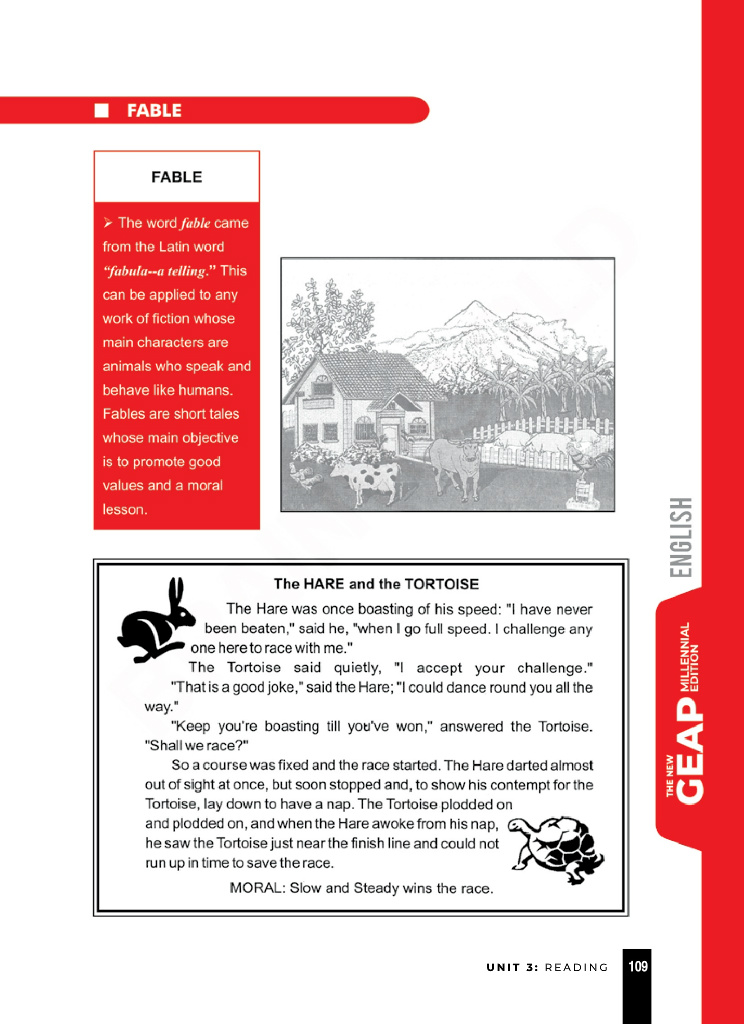 FABLE
FABLE
➢ The word fable came
from the Latin word
“fabula--a telling.” This
can be applied to any
work of fiction whose
main characters are
animals who speak and
behave like humans.
Fables are short tales
whose main objective
is to promote good
values and a moral
lesson.
The HARE and the TORTOISE
The Hare was once boasting of his speed: "I have never
been beaten," said he, "when I go full speed. I challenge any
one here to race with me."
The Tortoise said quietly, "I accept your challenge."
"That is a good joke," said the Hare; "I could dance round you all the
way."
"Keep you're boasting till you've won," answered the Tortoise.
"Shall we race?"
So a course was fixed and the race started. The Hare darted almost
out of sight at once, but soon stopped and, to show his contempt for the
Tortoise, lay down to have a nap. The Tortoise plodded on
and plodded on, and when the Hare awoke from his nap,
he saw the Tortoise just near the finish line and could not
run up in time to save the race.
MORAL: Slow and Steady wins the race.
ENGLISH
THE NEW
GEAP
MILLENNIAL
EDITION
UNIT 3: READING
109